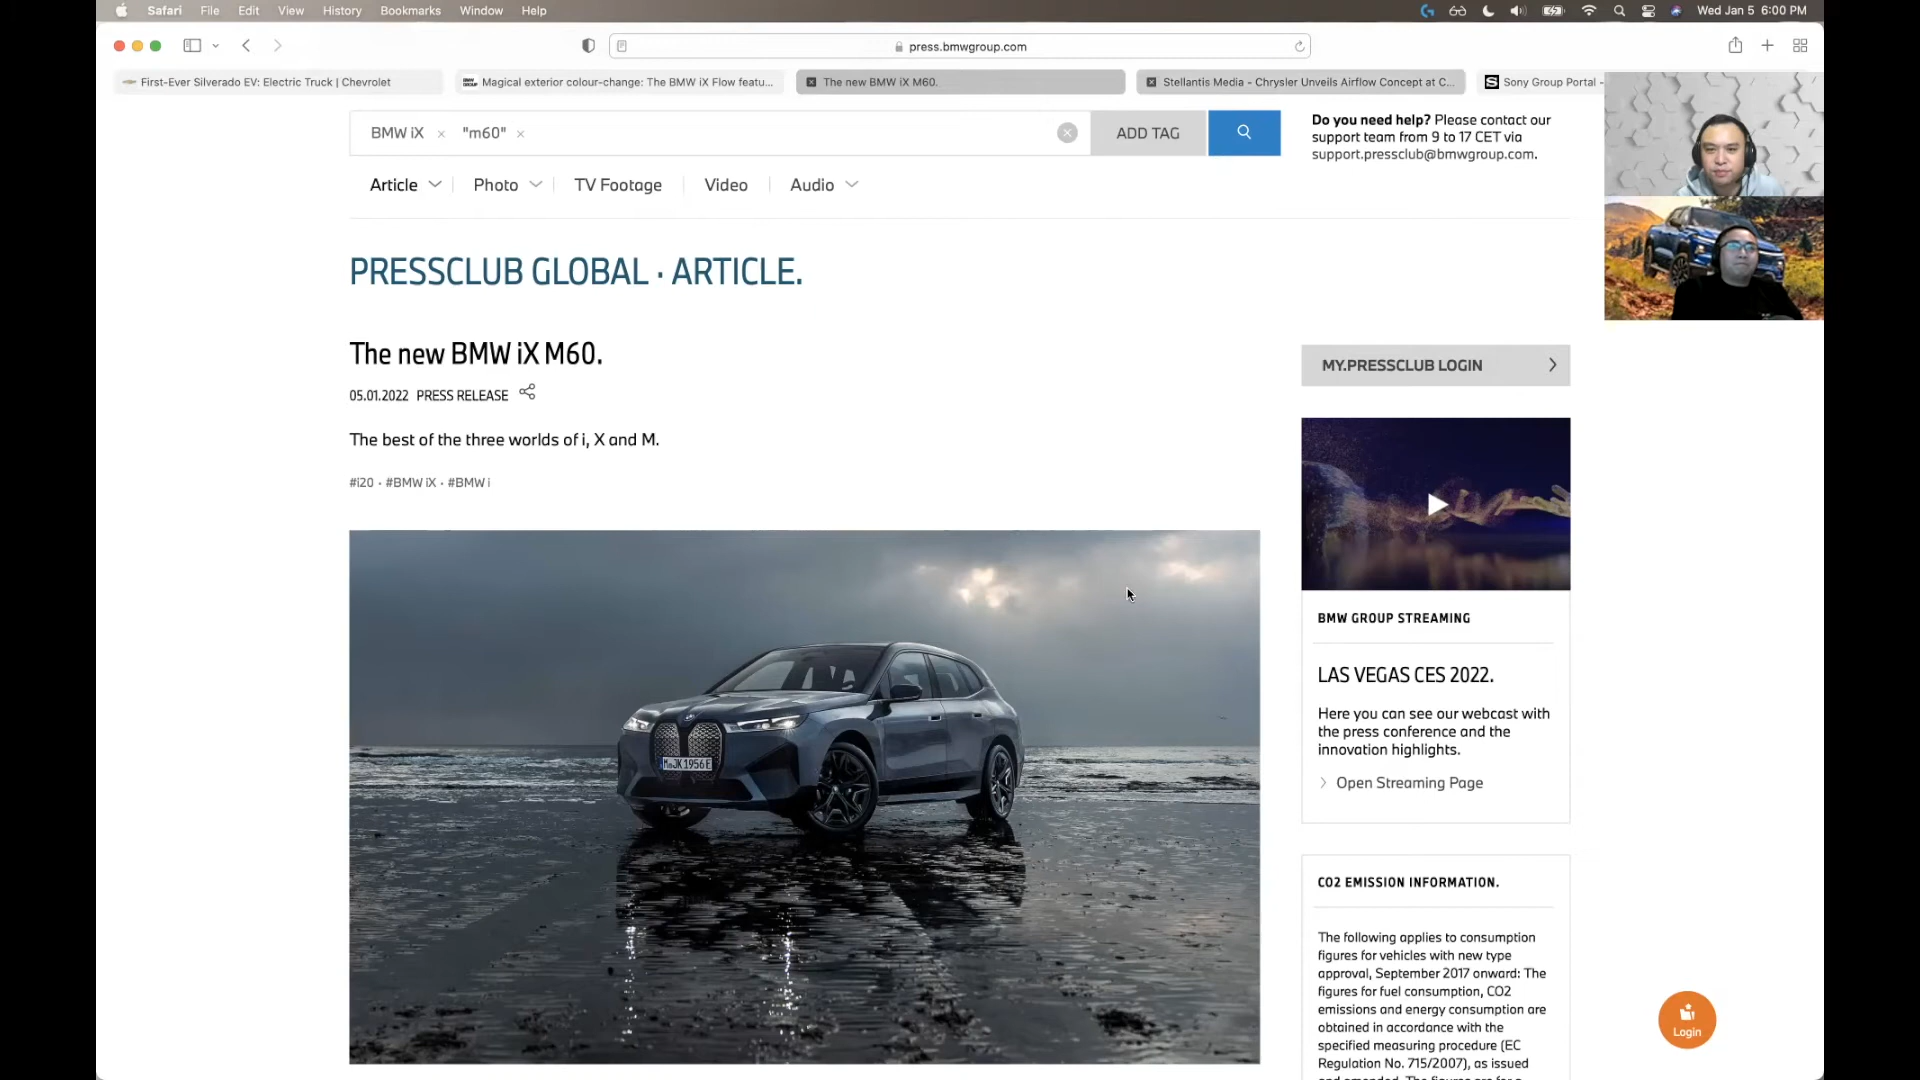 Safari File Edit View History Bookmarks Window Help Wed Jan 5 6:00 PM
press.bmwgroup.com
First-Ever Silverado EV: Electric Truck | Chevrolet
Magical exterior colour-change: The BMW iX Flow featu...
The new BMW iX M60.
Stellantis Media - Chrysler Unveils Airflow Concept at C...
S Sony Group Portal -
BMW iX × "m60" ×
ADD TAG
Do you need help? Please contact our
support team from 9 to 17 CET via
support.pressclub@bmwgroup.com.
Article Photo TV Footage Video Audio
PRESSCLUB GLOBAL · ARTICLE.
The new BMW iX M60.
05.01.2022 PRESS RELEASE
The best of the three worlds of i, X and M.
#i20 · #BMW iX · #BMW i
M JK 1956E
MY.PRESSCLUB LOGIN
BMW GROUP STREAMING
LAS VEGAS CES 2022.
Here you can see our webcast with
the press conference and the
innovation highlights.
Open Streaming Page
CO2 EMISSION INFORMATION.
The following applies to consumption
figures for vehicles with new type
approval, September 2017 onward: The
figures for fuel consumption, CO2
emissions and energy consumption are
obtained in accordance with the
specified measuring procedure (EC
Regulation No. 715/2007), as issued
and amended. The figures are for a
Login